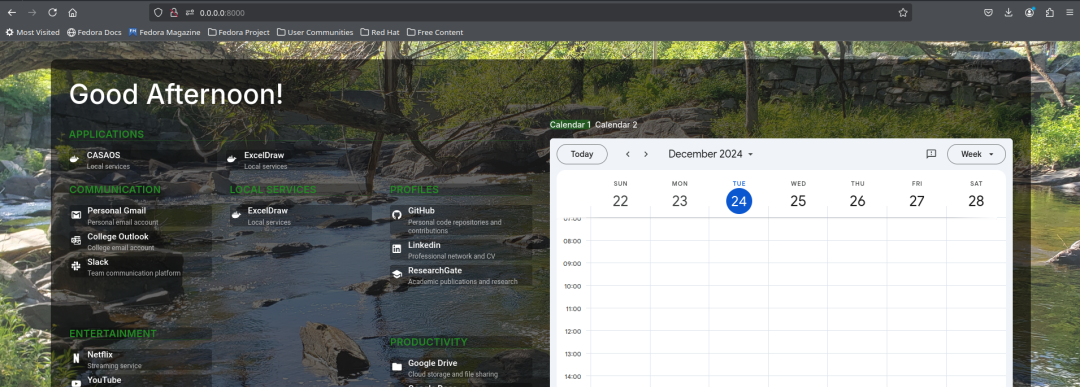 0.0.0.0:8000
Most Visited Fedora Docs Fedora Magazine Fedora Project User Communities Red Hat Free Content
Good Afternoon!
APPLICATIONS
CASAOS
Local services
ExcelDraw
Local services
COMMUNICATION
Personal Gmail
Personal email account
College Outlook
College email account
Slack
Team communication platform
LOCAL SERVICES
ExcelDraw
Local services
PROFILES
GitHub
Personal code repositories and
contributions
Linkedin
Professional network and CV
ResearchGate
Academic publications and research
ENTERTAINMENT
Netflix
Streaming service
YouTube
PRODUCTIVITY
Google Drive
Cloud storage and file sharing
Calendar 1 Calendar 2
Today December 2024 Week
SUN MON TUE WED THU FRI SAT
22 23 24 25 26 27 28
07:00
08:00
09:00
10:00
11:00
12:00
13:00
14:00